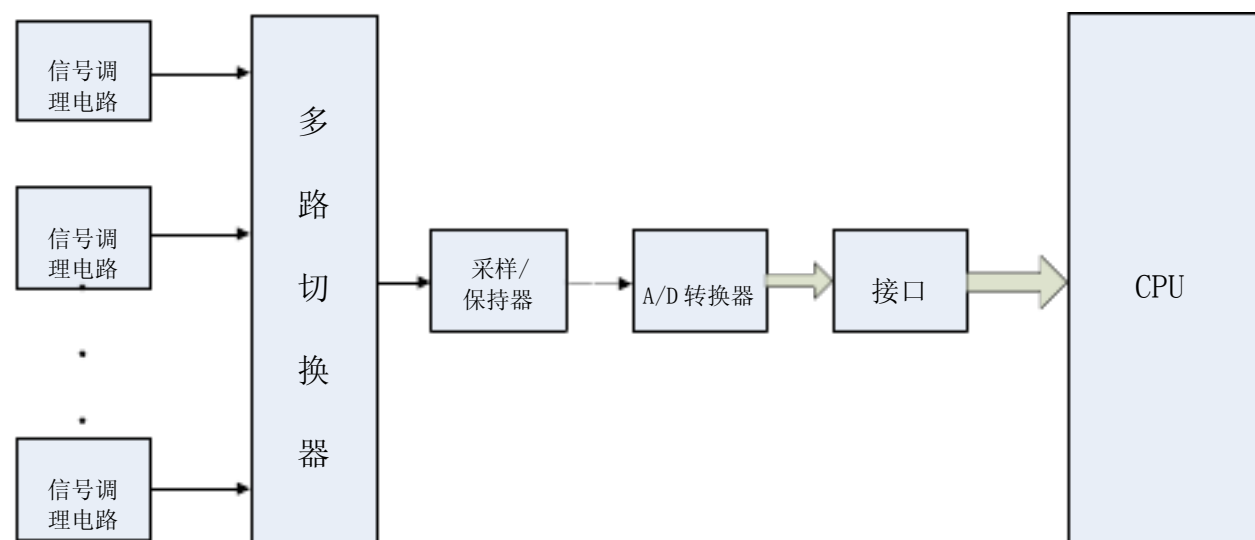 信号调
理电路
信号调
理电路
信号调
理电路
多
路
切
换
器
采样/
保持器
A/D 转换器
接口
CPU